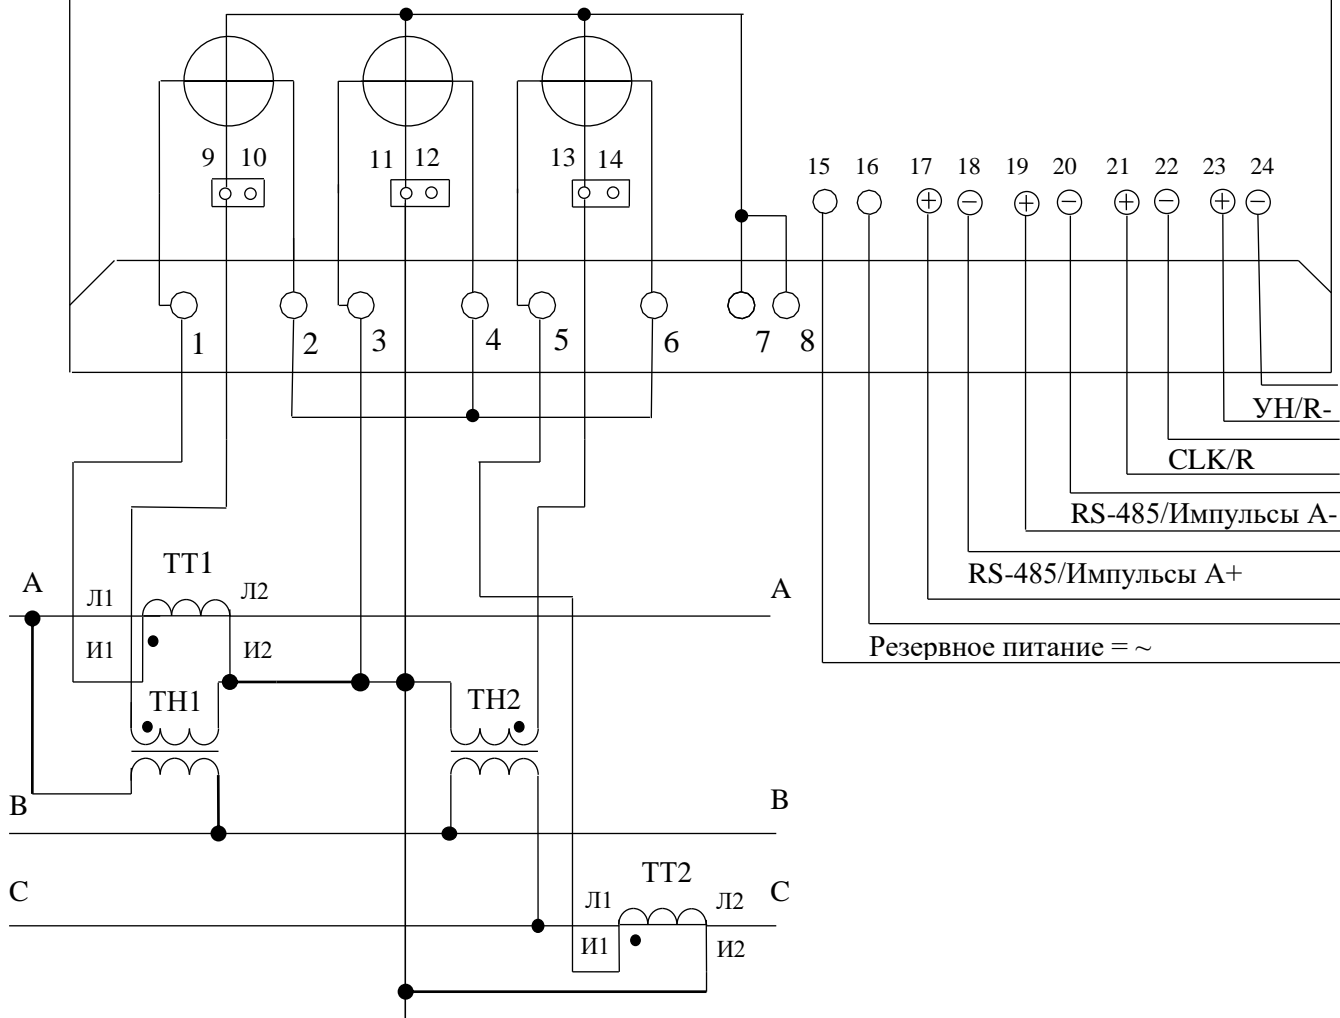 9 10 11 12 13 14
15 16 17 18 19 20 21 22 23 24
1 2 3 4 5 6 7 8
УН/R-
CLK/R
RS-485/Импульсы А-
RS-485/Импульсы А+
Резервное питание = ~
А ТТ1 А
Л1 Л2
И1 И2
ТН1 ТН2
В В
С ТТ2 С
Л1 Л2
И1 И2